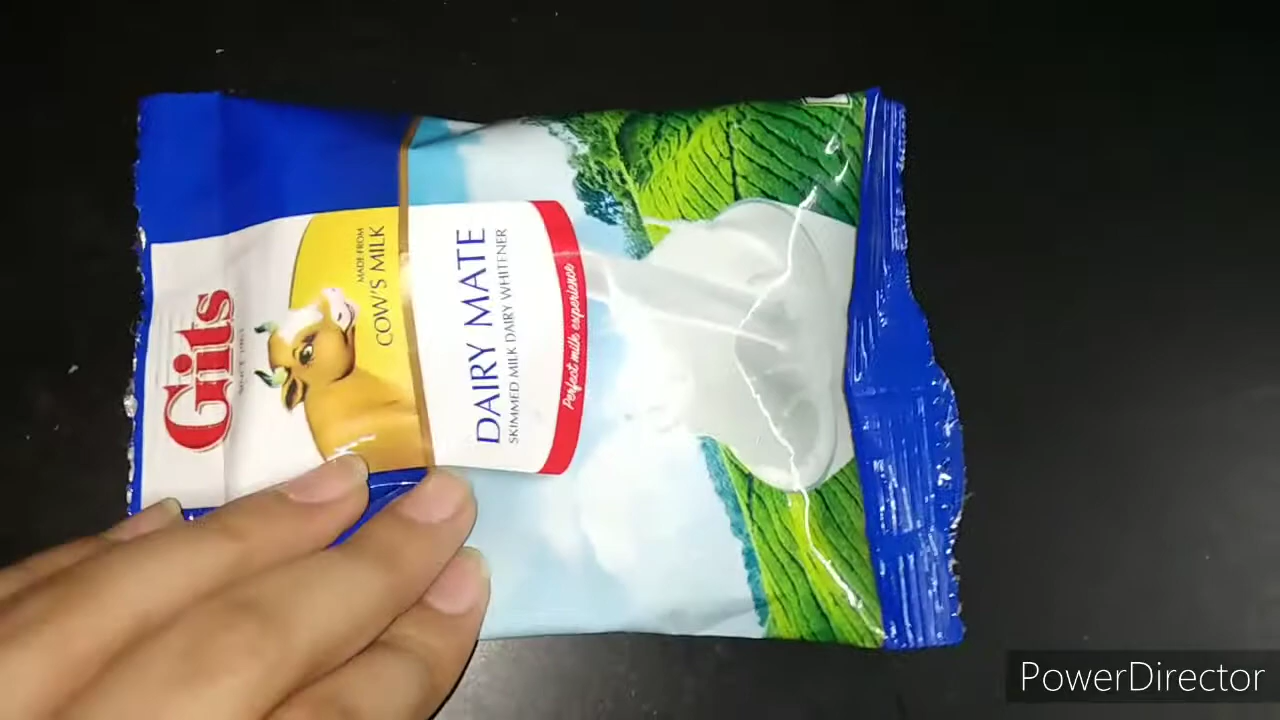 Gits
SINCE 1963
MADE FROM
COW'S MILK
DAIRY MATE
SKIMMED MILK DAIRY WHITENER
Perfect milk experience
PowerDirector